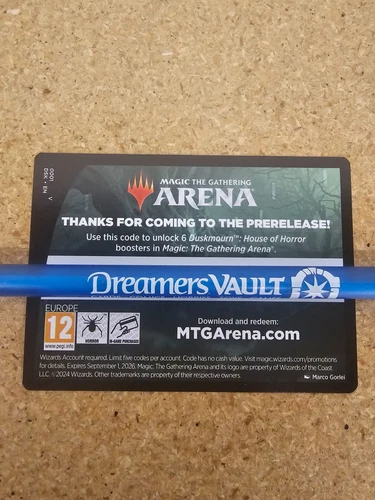 0001
DSK • EN
V
MAGIC THE GATHERING
ARENA
THANKS FOR COMING TO THE PRERELEASE!
Use this code to unlock 6 Duskmourn™: House of Horror
boosters in Magic: The Gathering Arena®.
Dreamers VAULT
EUROPE
12
www.pegi.info
HORROR
IN-GAME PURCHASES
Download and redeem:
MTGArena.com
Wizards Account required. Limit five codes per account. Code has no cash value. Visit magic.wizards.com/promotions
for details. Expires September 1, 2026. Magic: The Gathering Arena and its logo are property of Wizards of the Coast
LLC. © 2024 Wizards. Other trademarks are property of their respective owners.
Marco Gorlei